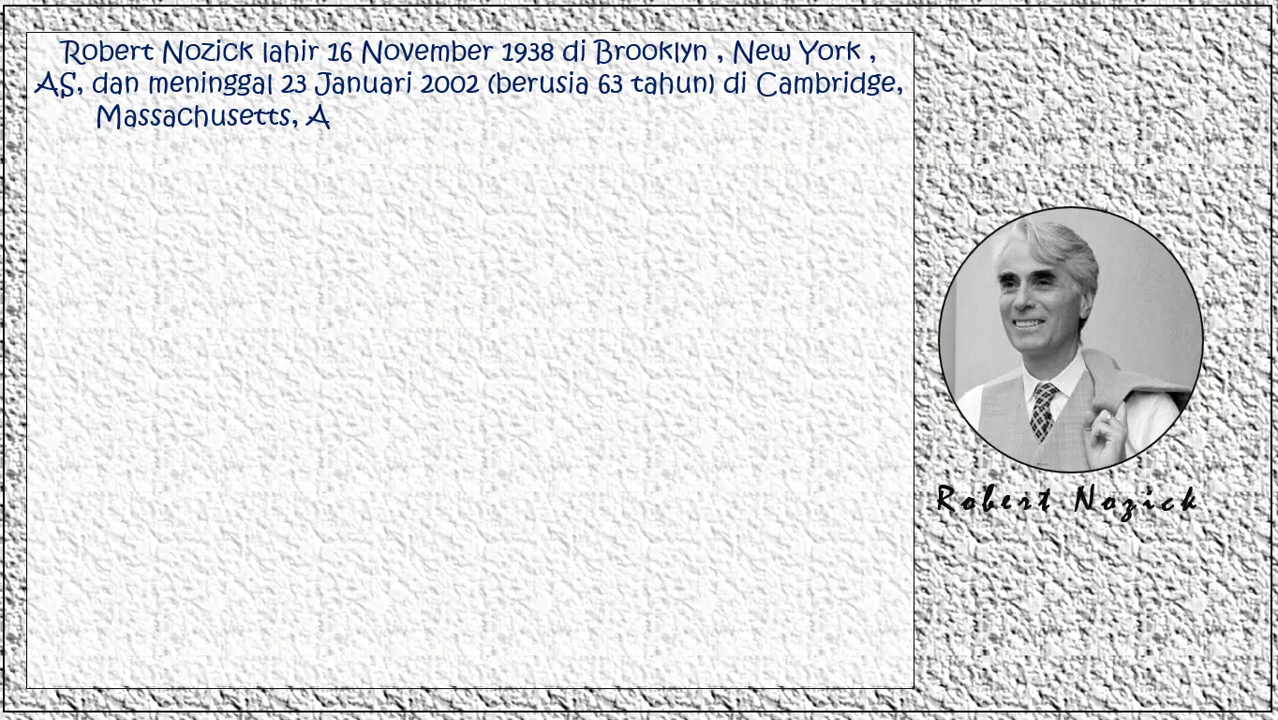 Robert Nozick lahir 16 November 1938 di Brooklyn , New York ,
AS, dan meninggal 23 Januari 2002 (berusia 63 tahun) di Cambridge,
Massachusetts, A
Robert Nozick